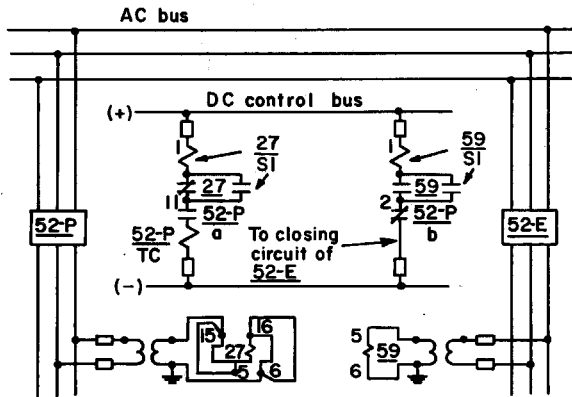 AC bus
DC control bus
(+)
1
27
SI
1
59
SI
27
59
11
2
52-P
a
52-P
b
52-P
52-E
52-P
TC
To closing
circuit of
52-E
(-)
15
16
27
5
6
5
59
6